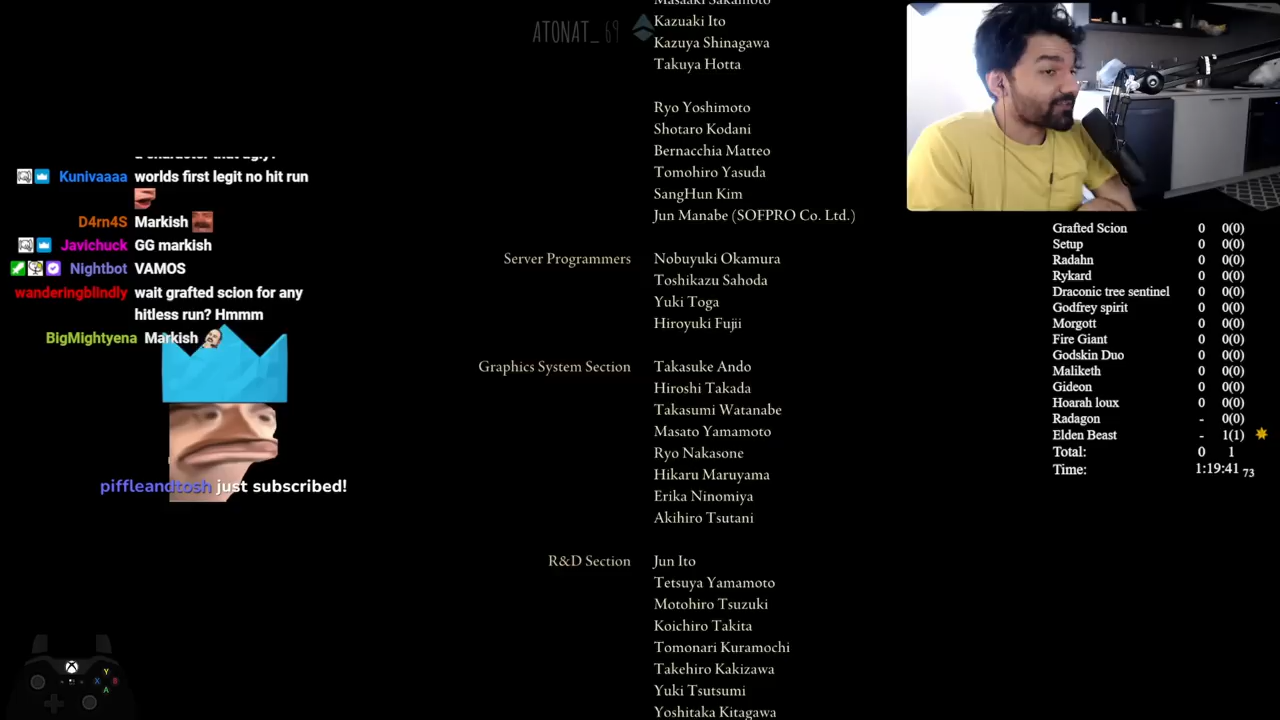 ATONAT_69
Masaaki Sakamoto
Kazuaki Ito
Kazuya Shinagawa
Takuya Hotta
Ryo Yoshimoto
Shotaro Kodani
Bernacchia Matteo
Tomohiro Yasuda
SangHun Kim
Jun Manabe (SOFPRO Co. Ltd.)
Server Programmers Nobuyuki Okamura
Toshikazu Sahoda
Yuki Toga
Hiroyuki Fujii
Graphics System Section Takasuke Ando
Hiroshi Takada
Takasumi Watanabe
Masato Yamamoto
Ryo Nakasone
Hikaru Maruyama
Erika Ninomiya
Akihiro Tsutani
R&D Section Jun Ito
Tetsuya Yamamoto
Motohiro Tsuzuki
Koichiro Takita
Tomonari Kuramochi
Takehiro Kakizawa
Yuki Tsutsumi
Yoshitaka Kitagawa
a character that ugly?
Kunivaaaa worlds first legit no hit run
D4rn4S Markish
Javichuck GG markish
Nightbot VAMOS
wanderingblindly wait grafted scion for any
hitless run? Hmmm
BigMightyena Markish
piffleandtosh just subscribed!
Grafted Scion 0 0(0)
Setup 0 0(0)
Radahn 0 0(0)
Rykard 0 0(0)
Draconic tree sentinel 0 0(0)
Godfrey spirit 0 0(0)
Morgott 0 0(0)
Fire Giant 0 0(0)
Godskin Duo 0 0(0)
Maliketh 0 0(0)
Gideon 0 0(0)
Hoarah loux 0 0(0)
Radagon - 0(0)
Elden Beast - 1(1)
Total: 0 1
Time: 1:19:41 73
Y
X B
A